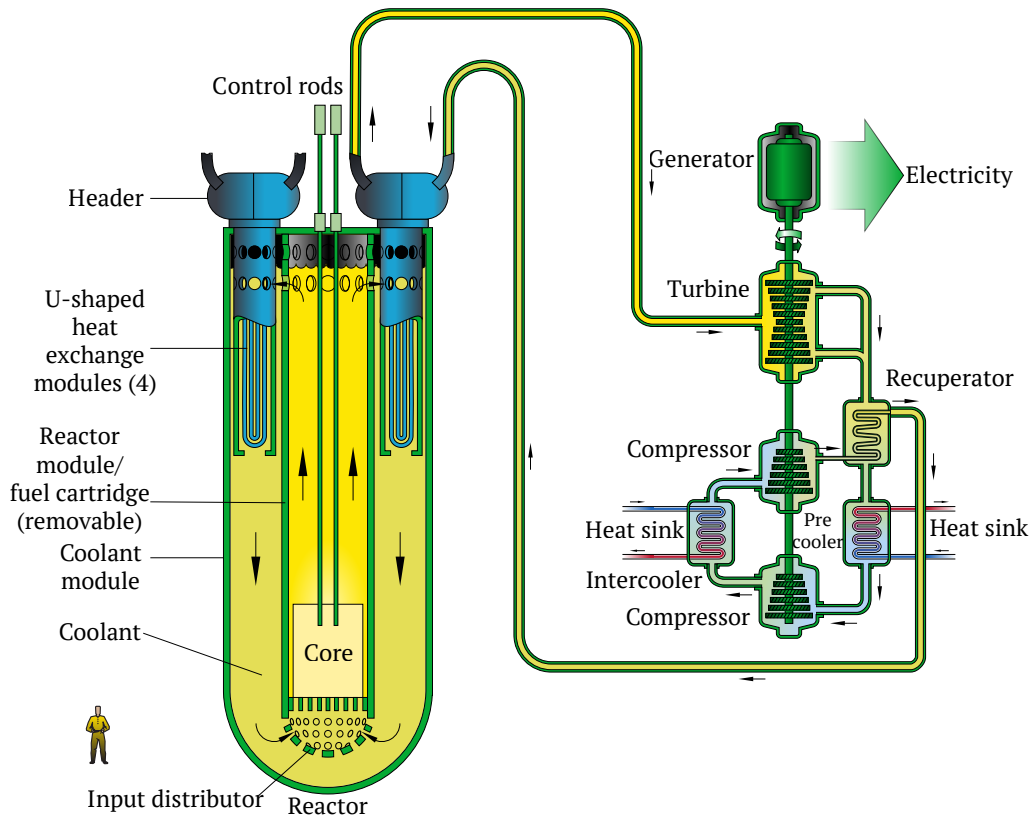 Control rods
Header
U-shaped
heat
exchange
modules (4)
Reactor
module/
fuel cartridge
(removable)
Coolant
module
Coolant
Core
Input distributor
Reactor
Generator
Electricity
Turbine
Recuperator
Compressor
Heat sink
Pre
cooler
Heat sink
Intercooler
Compressor